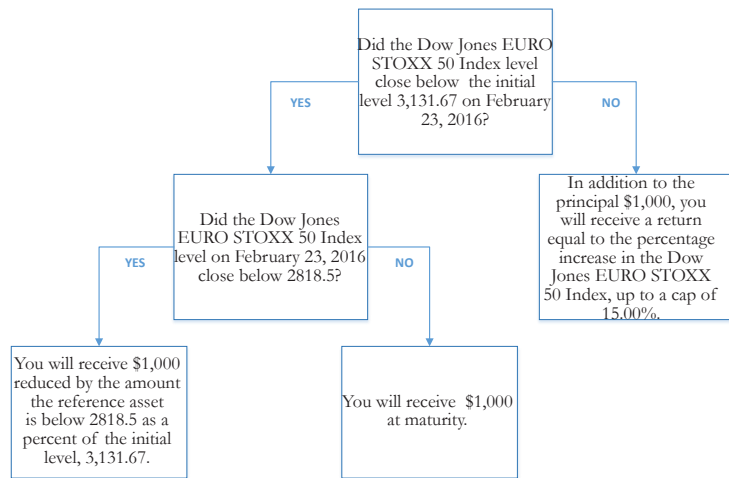 Did the Dow Jones EURO
STOXX 50 Index level
close below the initial
level 3,131.67 on February
23, 2016?
YES
NO
Did the Dow Jones
EURO STOXX 50 Index
level on February 23, 2016
close below 2818.5?
In addition to the
principal $1,000, you
will receive a return
equal to the percentage
increase in the Dow
Jones EURO STOXX
50 Index, up to a cap of
15.00%.
YES
NO
You will receive $1,000
reduced by the amount
the reference asset
is below 2818.5 as a
percent of the initial
level, 3,131.67.
You will receive $1,000
at maturity.